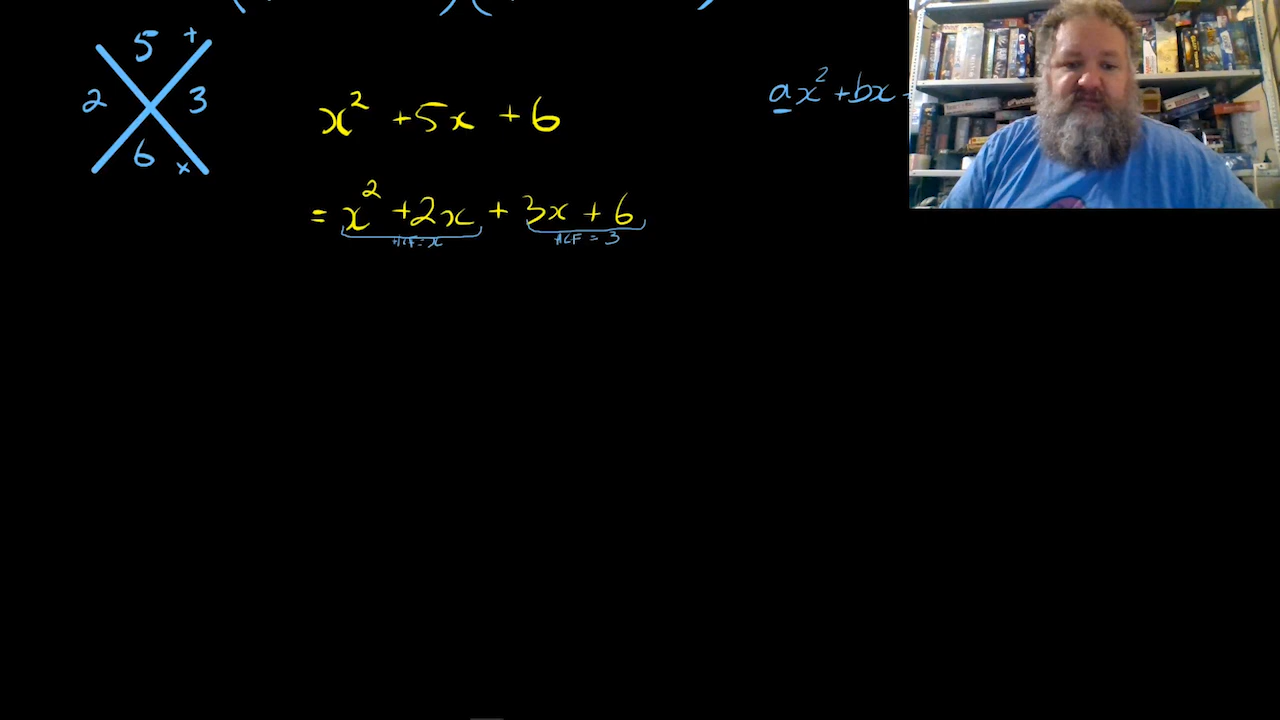 5 +
2 3
6 ×
x² + 5x + 6
= x² + 2x + 3x + 6
HCF = x HCF = 3
ax² + bx